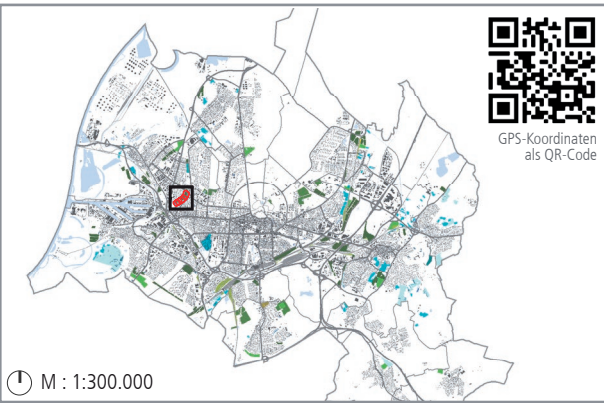 GPS-Koordinaten
als QR-Code
M : 1:300.000